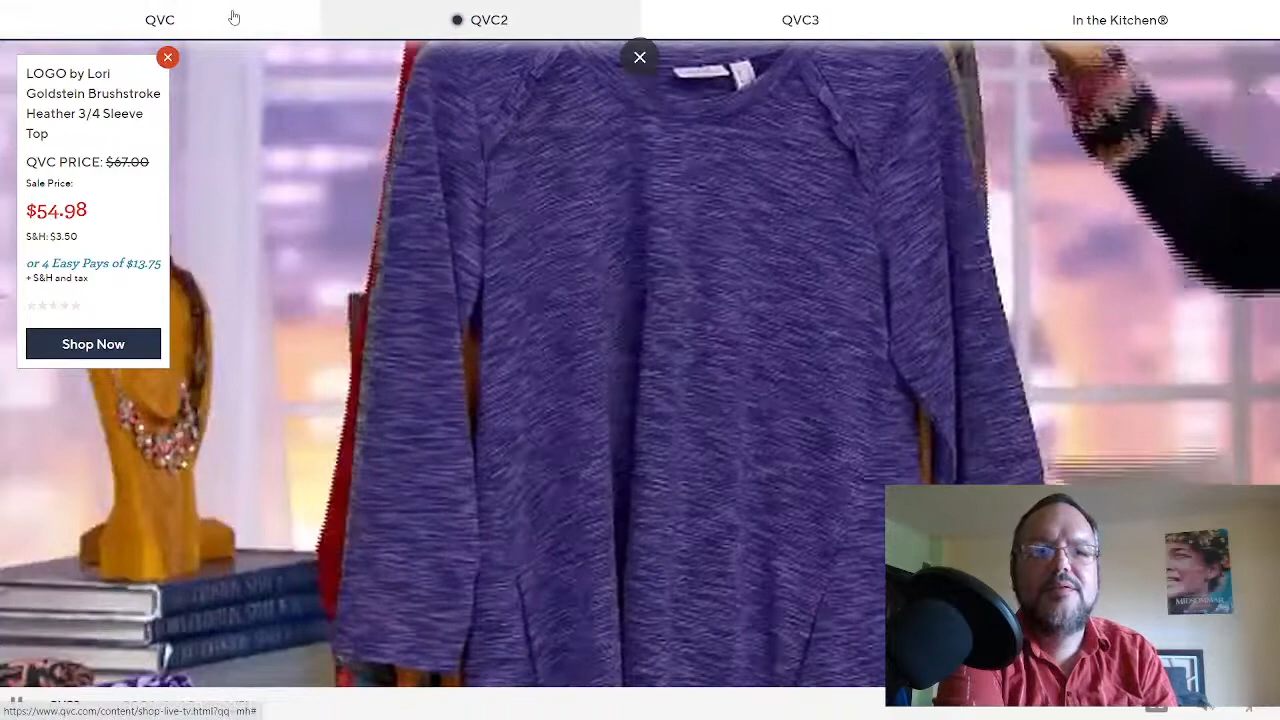 QVC
QVC2
QVC3
In the Kitchen®
LOGO by Lori
Goldstein Brushstroke
Heather 3/4 Sleeve
Top
QVC PRICE: $67.00
Sale Price:
$54.98
S&H: $3.50
or 4 Easy Pays of $13.75
+ S&H and tax
Shop Now
MIDSOMMAR
https://www.qvc.com/content/shop-live-tv.html?qq=mh#